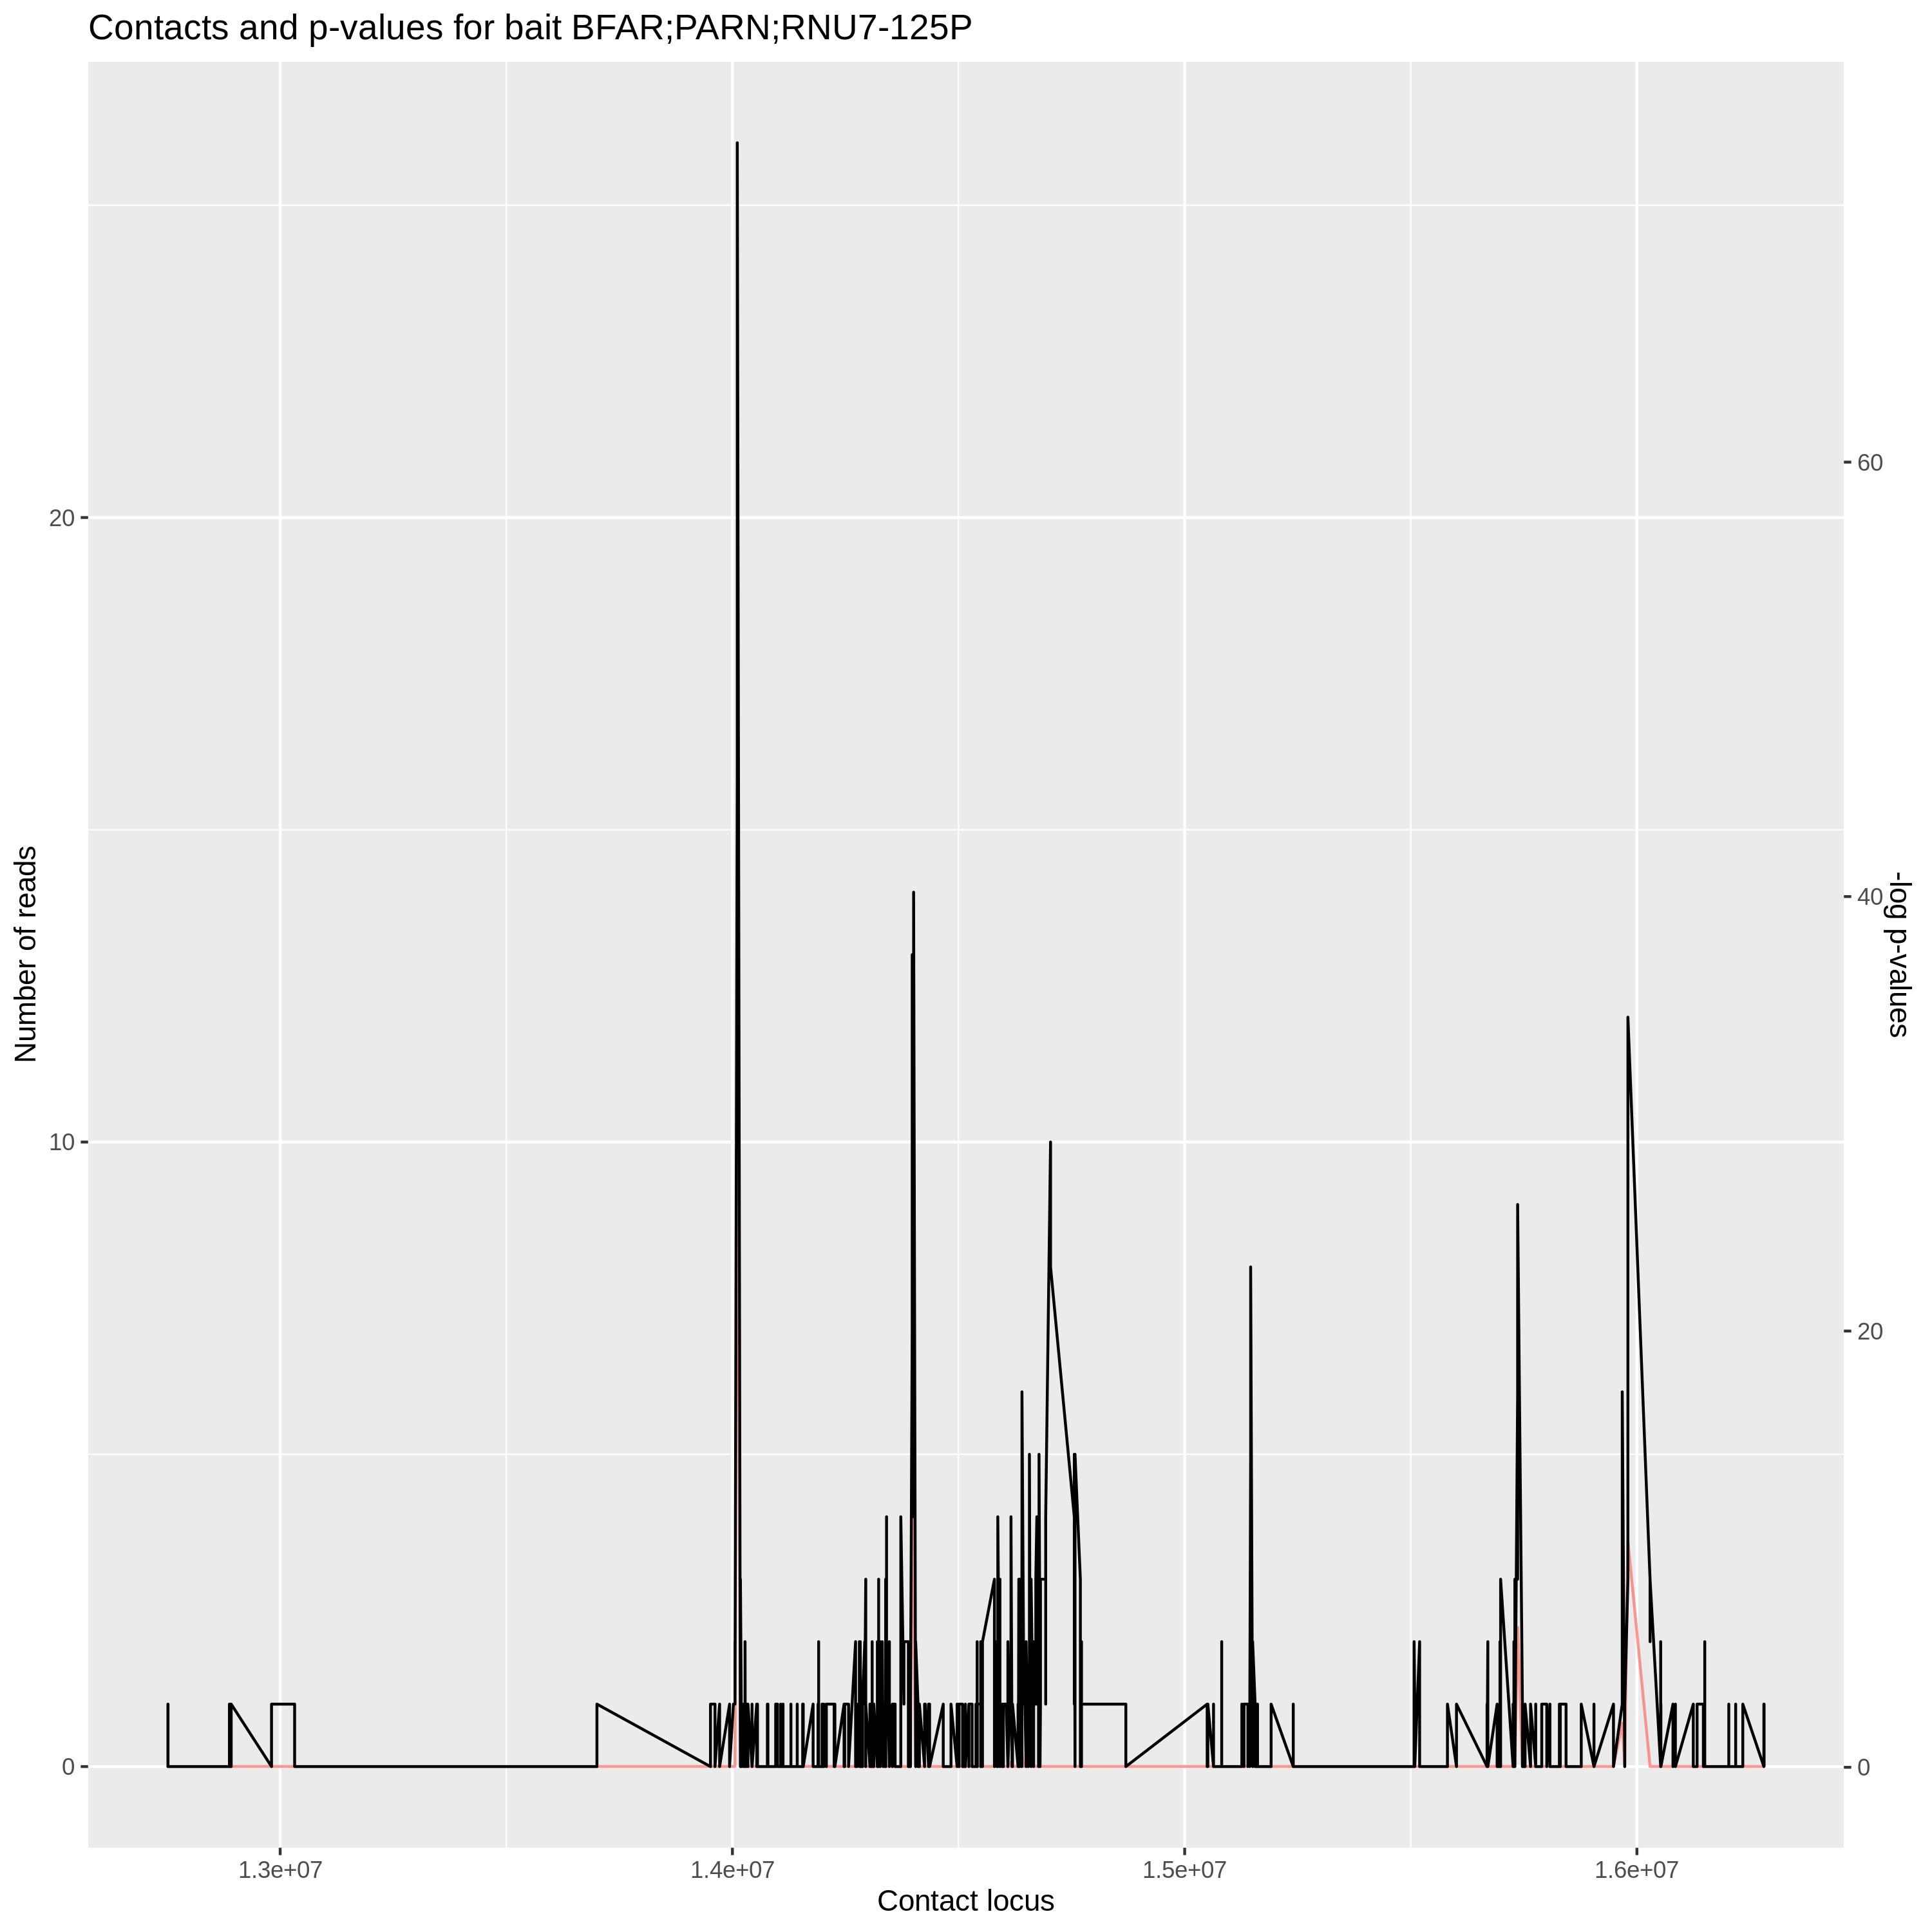 Contacts and p-values for bait BFAR;PARN;RNU7-125P
Number of reads
20
10
0
60
40
20
0
-log p-values
1.3e+07
1.4e+07
1.5e+07
1.6e+07
Contact locus